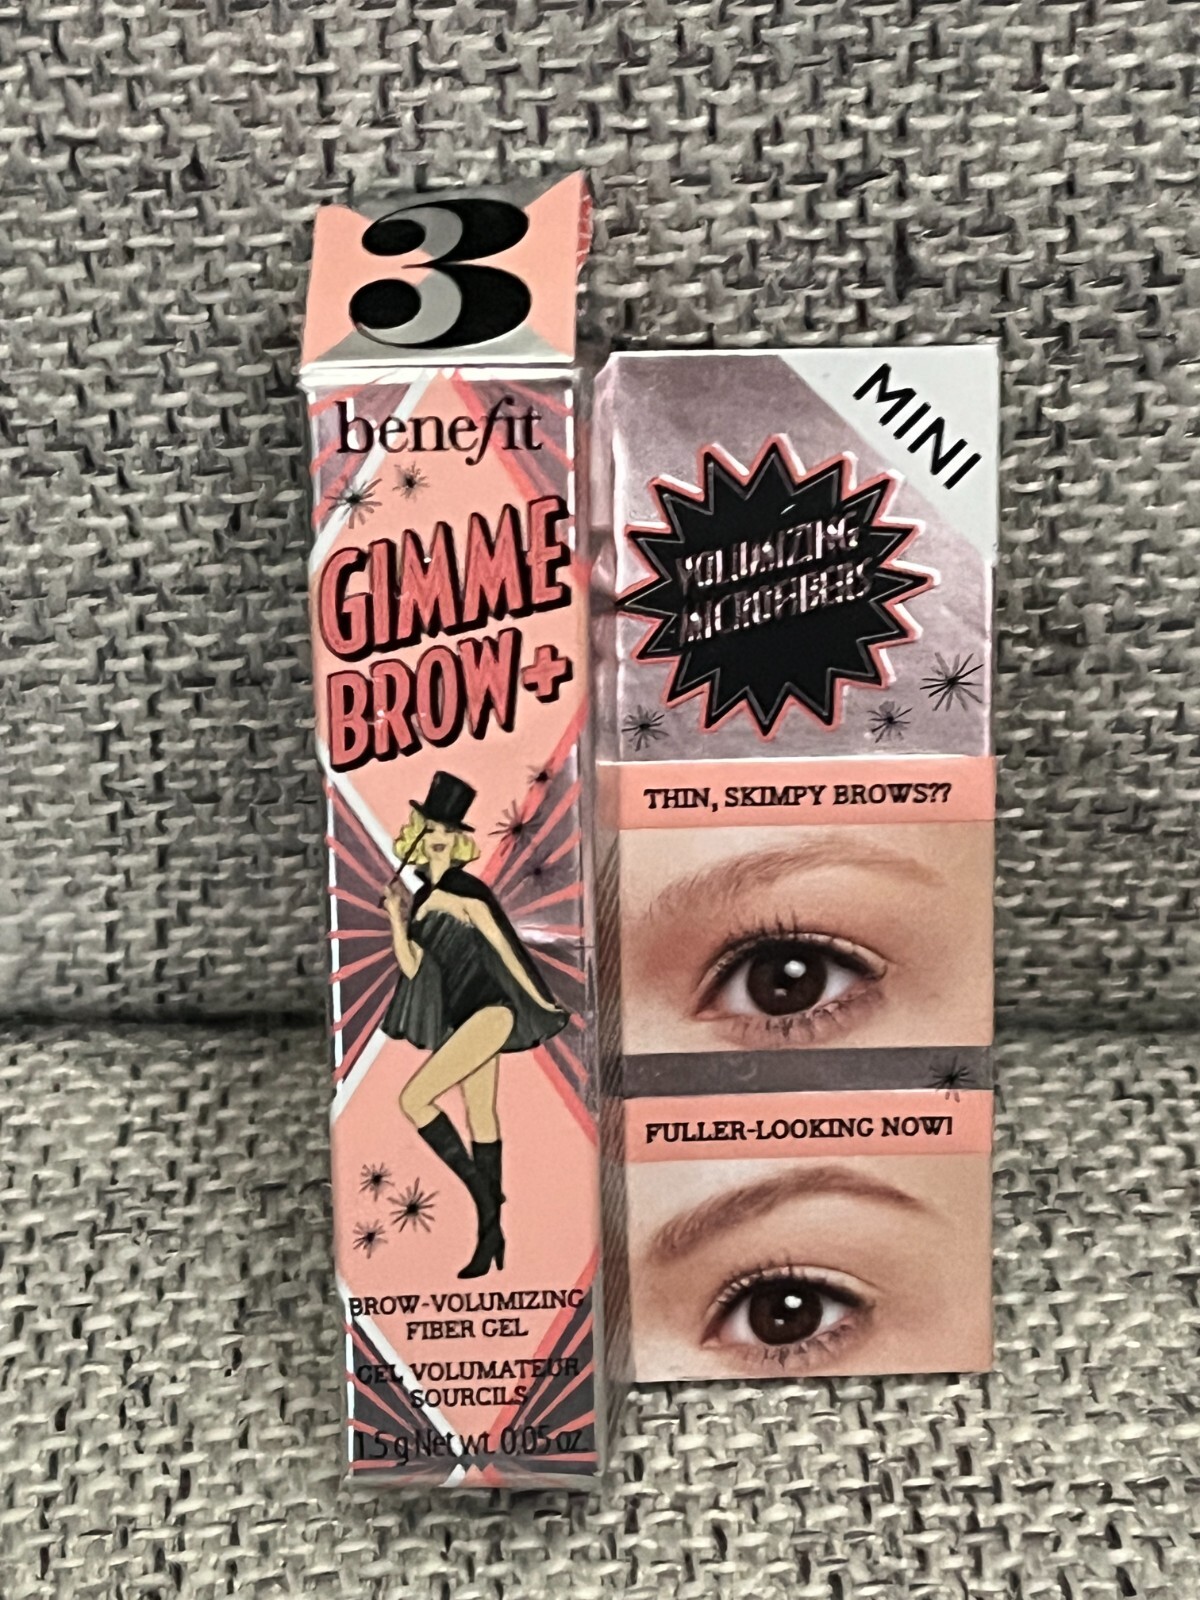 3
benefit
GIMME
BROW+
BROW-VOLUMIZING
FIBER GEL
GEL VOLUMATEUR
SOURCILS
1.5 g Net wt. 0.05 oz.
MINI
VOLUMIZING
MICROFIBERS
THIN, SKIMPY BROWS??
FULLER-LOOKING NOW!